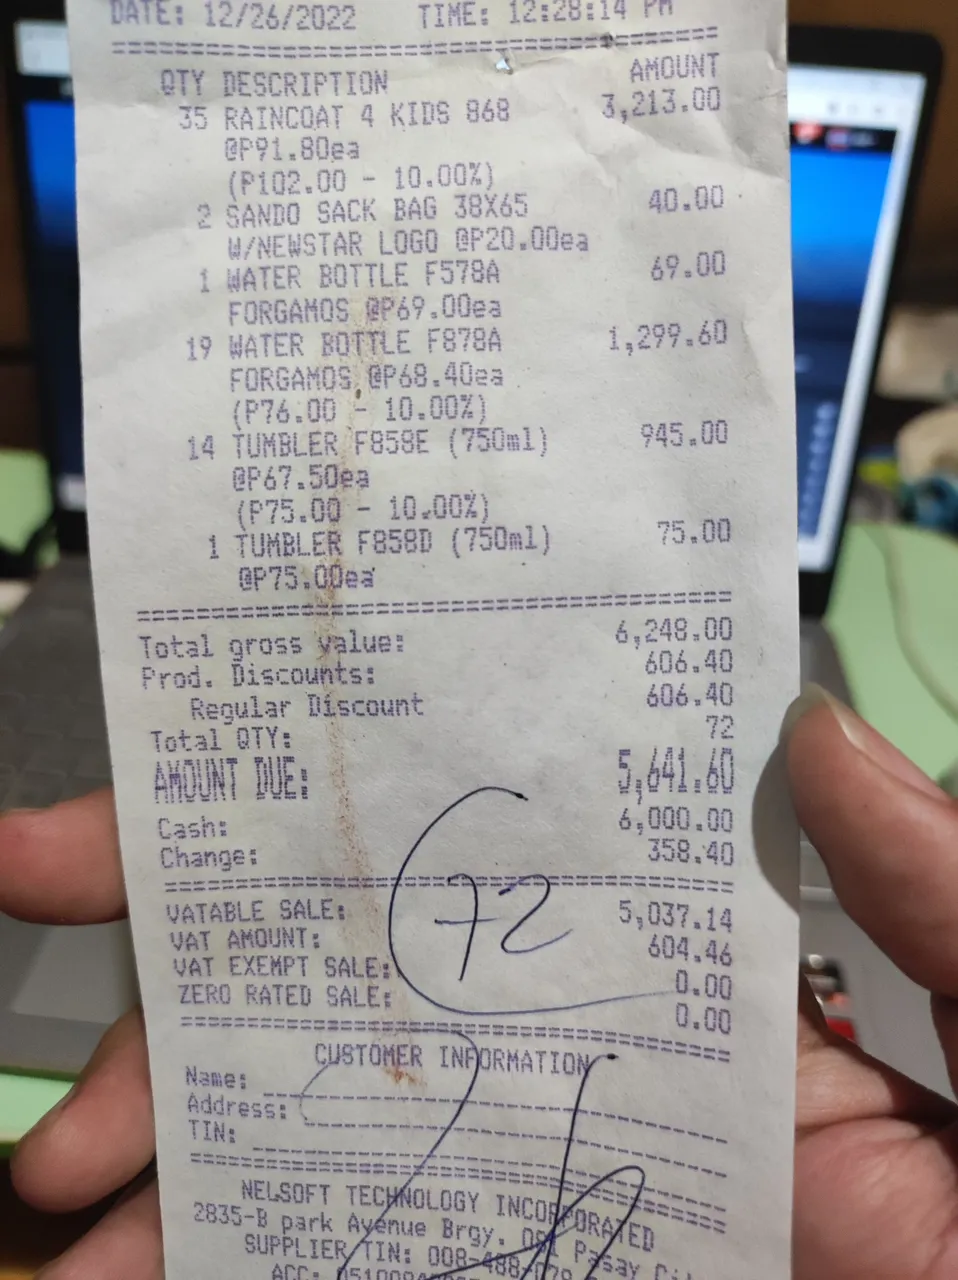 DATE: 12/26/2022 TIME: 12:28:14 PM
QTY DESCRIPTION AMOUNT
35 RAINCOAT 4 KIDS 868 3,213.00
@P91.80ea
(P102.00 - 10.00%)
2 SANDO SACK BAG 38X65 40.00
W/NEWSTAR LOGO @P20.00ea
1 WATER BOTTLE F578A 69.00
FORGAMOS @P69.00ea
19 WATER BOTTLE F878A 1,299.60
FORGAMOS @P68.40ea
(P76.00 - 10.00%)
14 TUMBLER F858E (750ml) 945.00
@P67.50ea
(P75.00 - 10.00%)
1 TUMBLER F858D (750ml) 75.00
@P75.00ea
Total gross value: 6,248.00
Prod. Discounts: 606.40
Regular Discount 606.40
Total QTY: 72
AMOUNT DUE: 5,641.60
Cash: 6,000.00
Change: 358.40
72
VATABLE SALE: 5,037.14
VAT AMOUNT: 604.46
VAT EXEMPT SALE: 0.00
ZERO RATED SALE: 0.00
CUSTOMER INFORMATION
Name:
Address:
TIN:
NELSOFT TECHNOLOGY INCORPORATED
2835-B park Avenue Brgy. Pasay
SUPPLIER TIN: 008-488-
ACC: